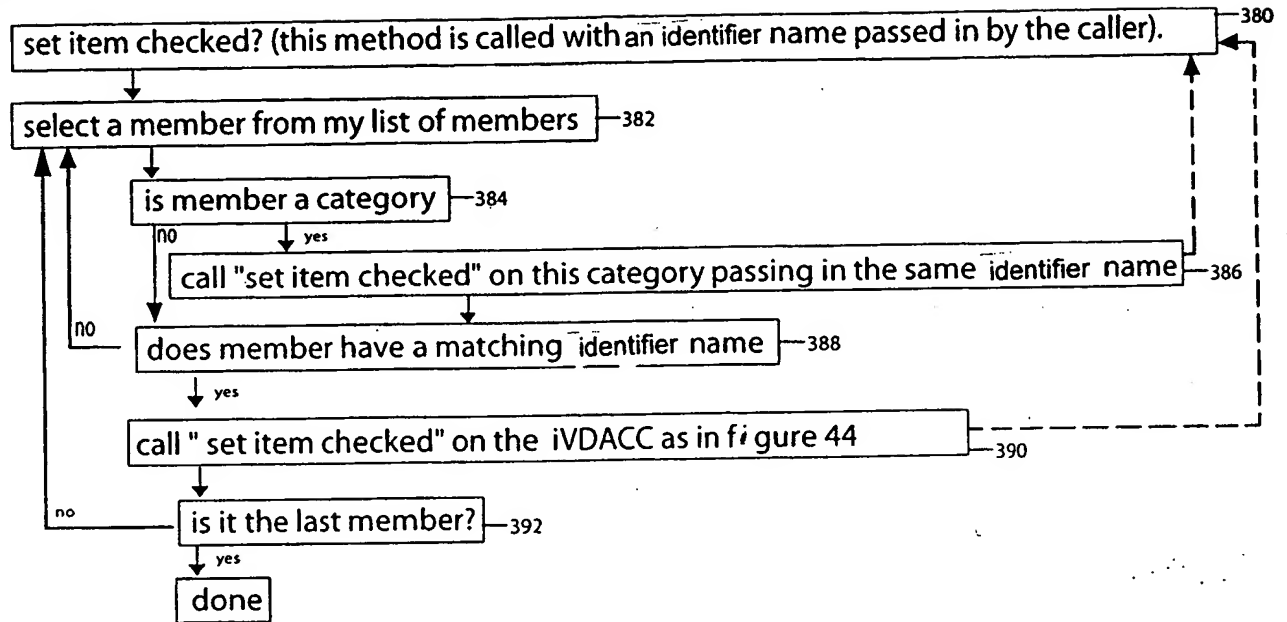 380
set item checked? (this method is called with an identifier name passed in by the caller).
select a member from my list of members
382
is member a category
384
no
yes
call "set item checked" on this category passing in the same identifier name
386
no
does member have a matching identifier name
388
yes
call " set item checked" on the iVDACC as in figure 44
390
no
is it the last member?
392
yes
done